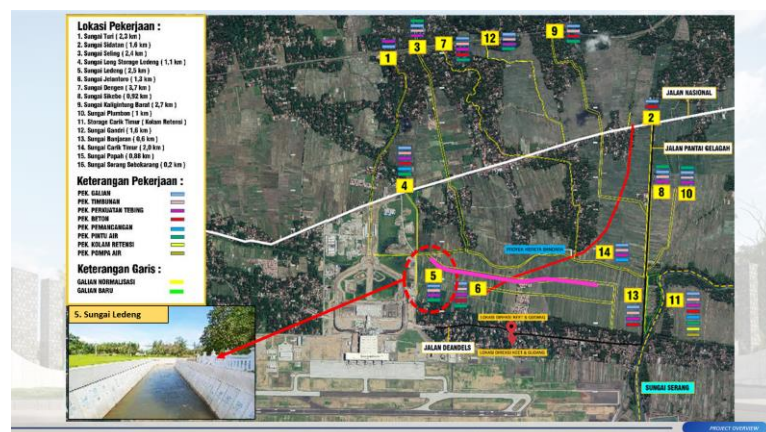 Lokasi Pekerjaan :
1. Sungai Turi ( 2,3 km )
2. Sungai Sidatan ( 1,6 km )
3. Sungai Seling ( 2,4 km )
4. Sungai Long Storage Ledeng ( 1,1 km )
5. Sungai Ledeng ( 2,5 km )
6. Sungai Jatantoro ( 1,3 km )
7. Sungai Dengen ( 3,7 km )
8. Sungai Sikebo ( 0,92 km )
9. Sungai Kaligintung Barat ( 2,7 km )
10. Sungai Plumban ( 1 km )
11. Storage Carik Timur ( Kolam Retensi )
12. Sungai Gandri ( 1,6 km )
13. Sungai Banjaran ( 0,6 km )
14. Sungai Carik Timur ( 2,0 km )
15. Sungai Papah ( 0,88 km )
16. Sungai Serang Sebokarang ( 0,2 km )
Keterangan Pekerjaan :
PEK. GALIAN
PEK. TIMBUNAN
PEK. PERKUATAN TEBING
PEK. BETON
PEK. PEMANCANGAN
PEK. PINTU AIR
PEK. KOLAM RETENSI
PEK. POMPA AIR
Keterangan Garis :
GALIAN NORMALISASI
GALIAN BARU
5. Sungai Ledeng
1
3
7
12
9
JALAN NASIONAL
2
JALAN PANTAI GELAGAH
4
8
10
14
5
6
13
11
JALAN DEANDELS
SUNGAI SERANG
PROJECT OVERVIEW